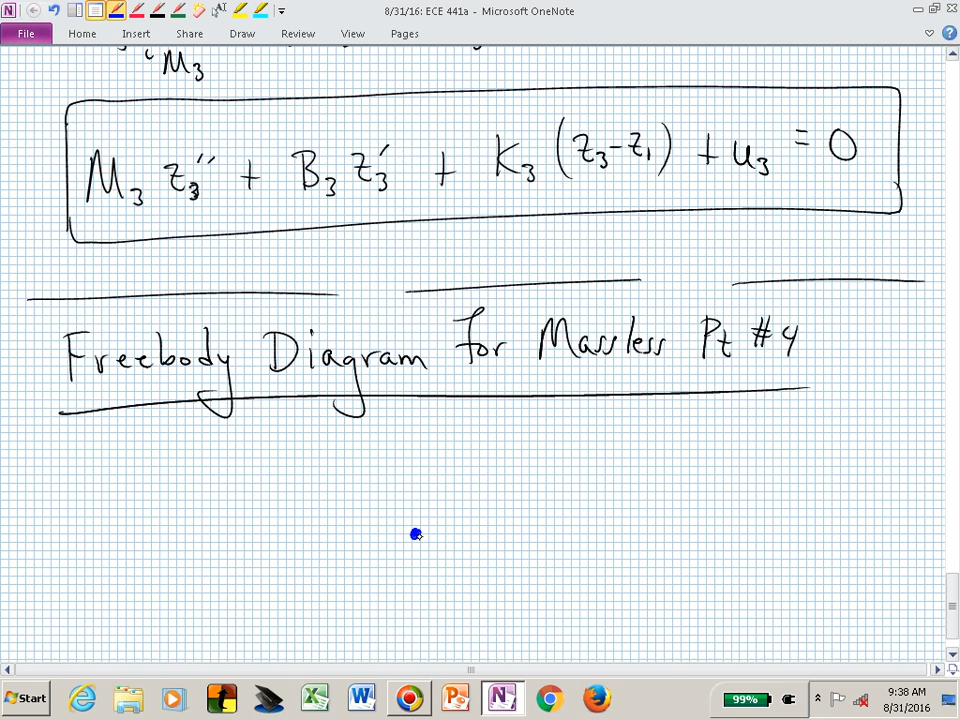 8/31/16: ECE 441a - Microsoft OneNote
File Home Insert Share Draw Review View Pages
M₃
M₃ z₃'' + B₃ z₃' + K₃ (z₃ - z₁) + u₃ = 0
Freebody Diagram for Massless Pt #4
Start
99%
9:38 AM
8/31/2016